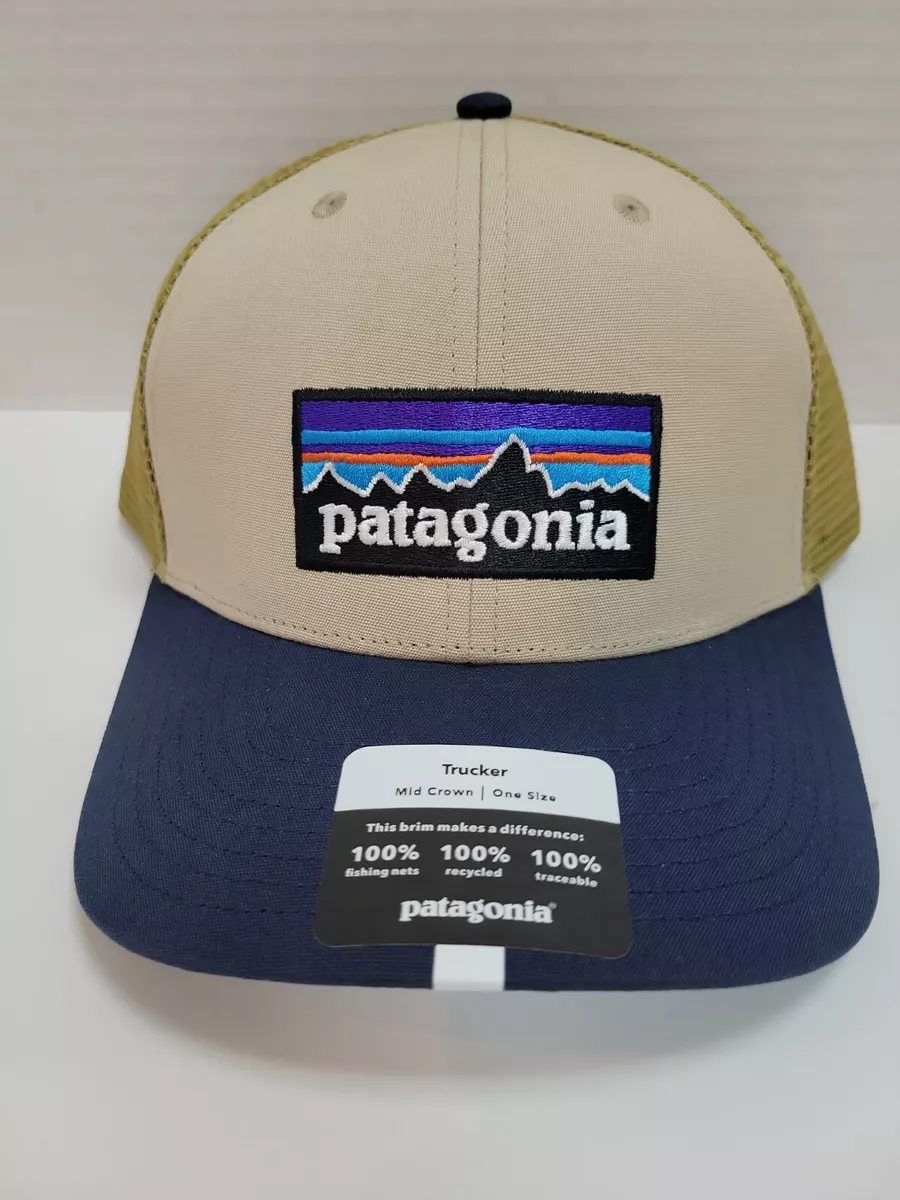 patagonia
Trucker
Mid Crown | One Size
This brim makes a difference:
100% 100% 100%
fishing nets recycled traceable
patagonia®